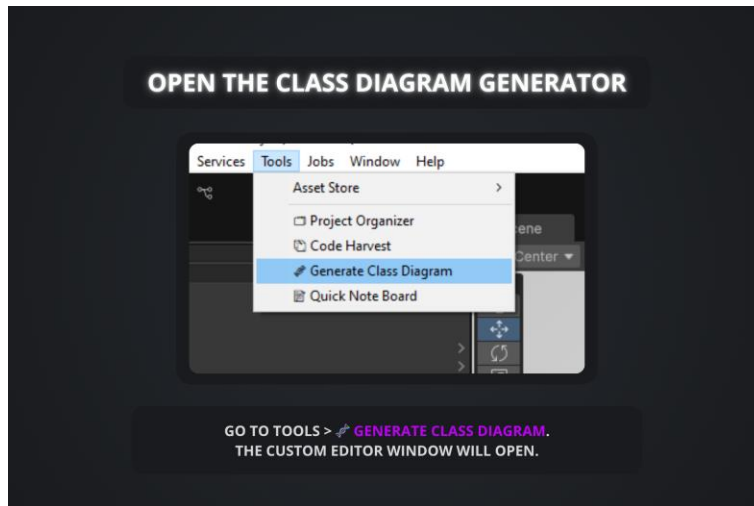 OPEN THE CLASS DIAGRAM GENERATOR
Services Tools Jobs Window Help
Asset Store
Project Organizer
ene
Code Harvest
Center
Generate Class Diagram
Quick Note Board
GO TO TOOLS > GENERATE CLASS DIAGRAM.
THE CUSTOM EDITOR WINDOW WILL OPEN.